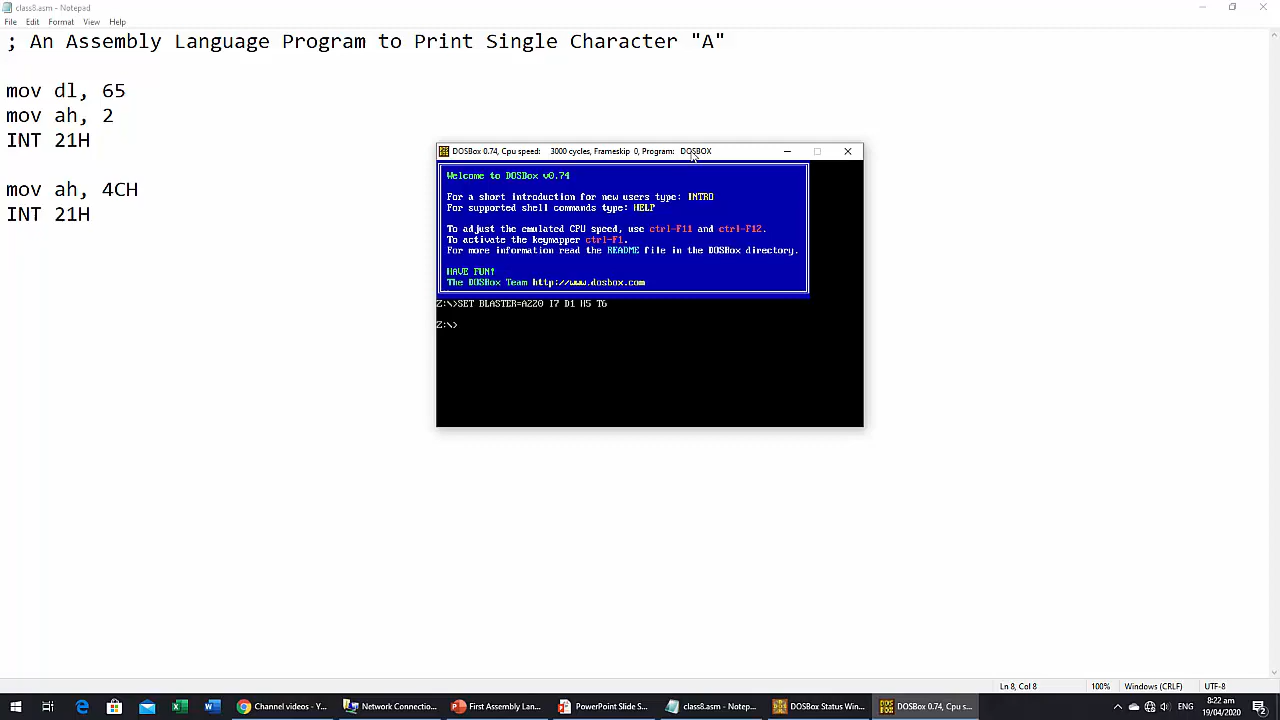 class8.asm - Notepad
File Edit Format View Help
; An Assembly Language Program to Print Single Character "A"
mov dl, 65
mov ah, 2
INT 21H
mov ah, 4CH
INT 21H
DOSBox 0.74, Cpu speed: 3000 cycles, Frameskip 0, Program: DOSBOX
Welcome to DOSBox v0.74
For a short introduction for new users type: INTRO
For supported shell commands type: HELP
To adjust the emulated CPU speed, use ctrl-F11 and ctrl-F12.
To activate the keymapper ctrl-F1.
For more information read the README file in the DOSBox directory.
HAVE FUN!
The DOSBox Team http://www.dosbox.com
Z:\>SET BLASTER=A220 I7 D1 H5 T6
Z:\>
Ln 8, Col 8 100% Windows (CRLF) UTF-8
Channel videos - Y... Network Connectio... First Assembly Lan... PowerPoint Slide S... class8.asm - Notep... DOSBox Status Win... DOSBox 0.74, Cpu s... ENG 8:22 am
19/04/2020 2